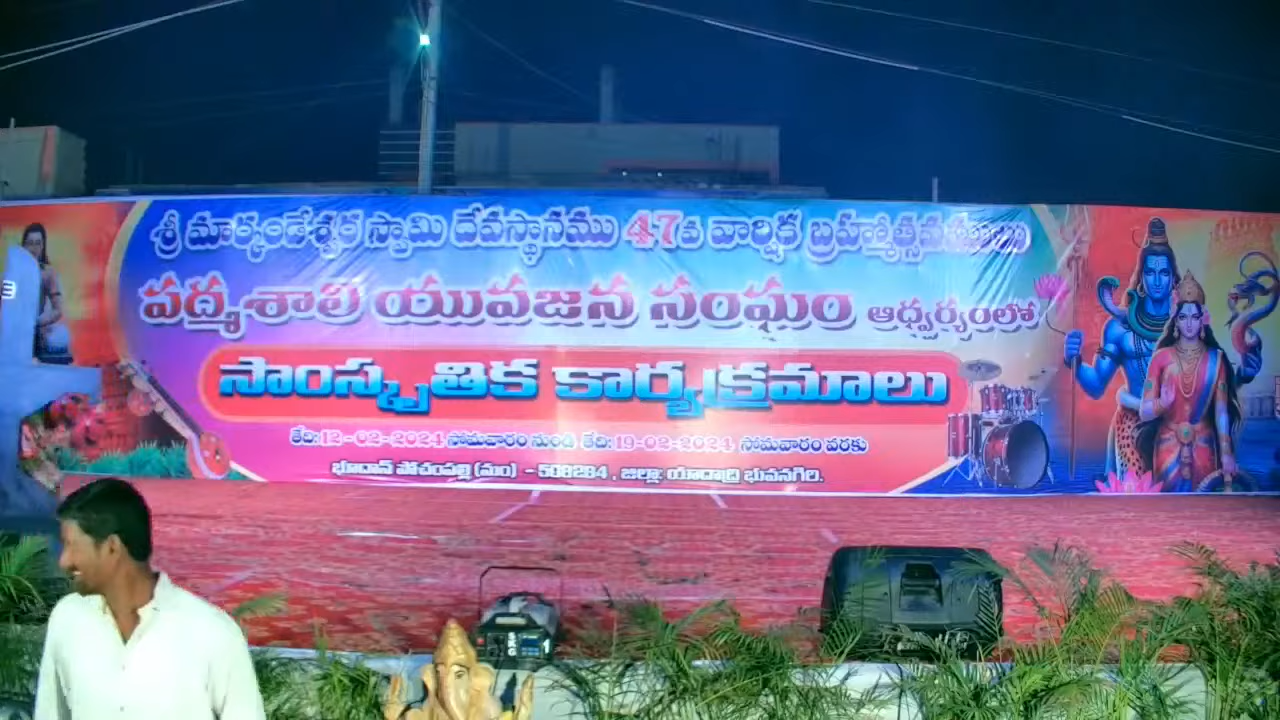 శ్రీ మార్కండేశ్వర స్వామి దేవస్థానము 47వ వార్షిక బ్రహ్మోత్సవములు
పద్మశాలి యువజన సంఘం ఆధ్వర్యంలో
సాంస్కృతిక కార్యక్రమాలు
తేది: 12-02-2024 సోమవారం నుండి తేది: 19-02-2024 సోమవారం వరకు
భూదాన్ పోచంపల్లి (మం) - 508284, జిల్లా: యాదాద్రి భువనగిరి.